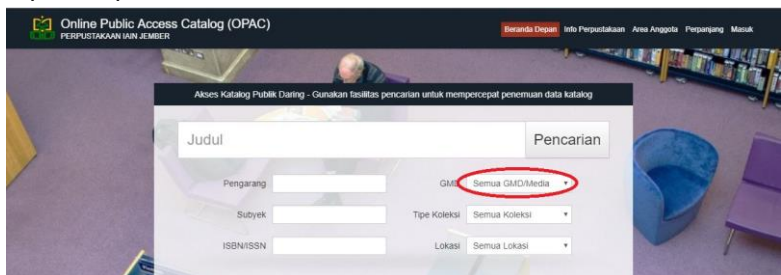 Online Public Access Catalog (OPAC)
PERPUSTAKAAN IAIN JEMBER
Beranda Depan Info Perpustakaan Area Anggota Perpanjang Masuk
Akses Katalog Publik Daring - Gunakan fasilitas pencarian untuk mempercepat penemuan data katalog
Judul Pencarian
Pengarang GMD Semua GMD/Media
Subyek Tipe Koleksi Semua Koleksi
ISBN/ISSN Lokasi Semua Lokasi